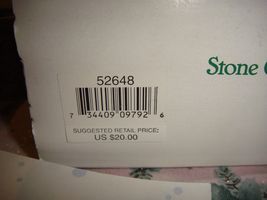 52648
Stone
7 34409 09792 6
SUGGESTED RETAIL PRICE:
US $20.00